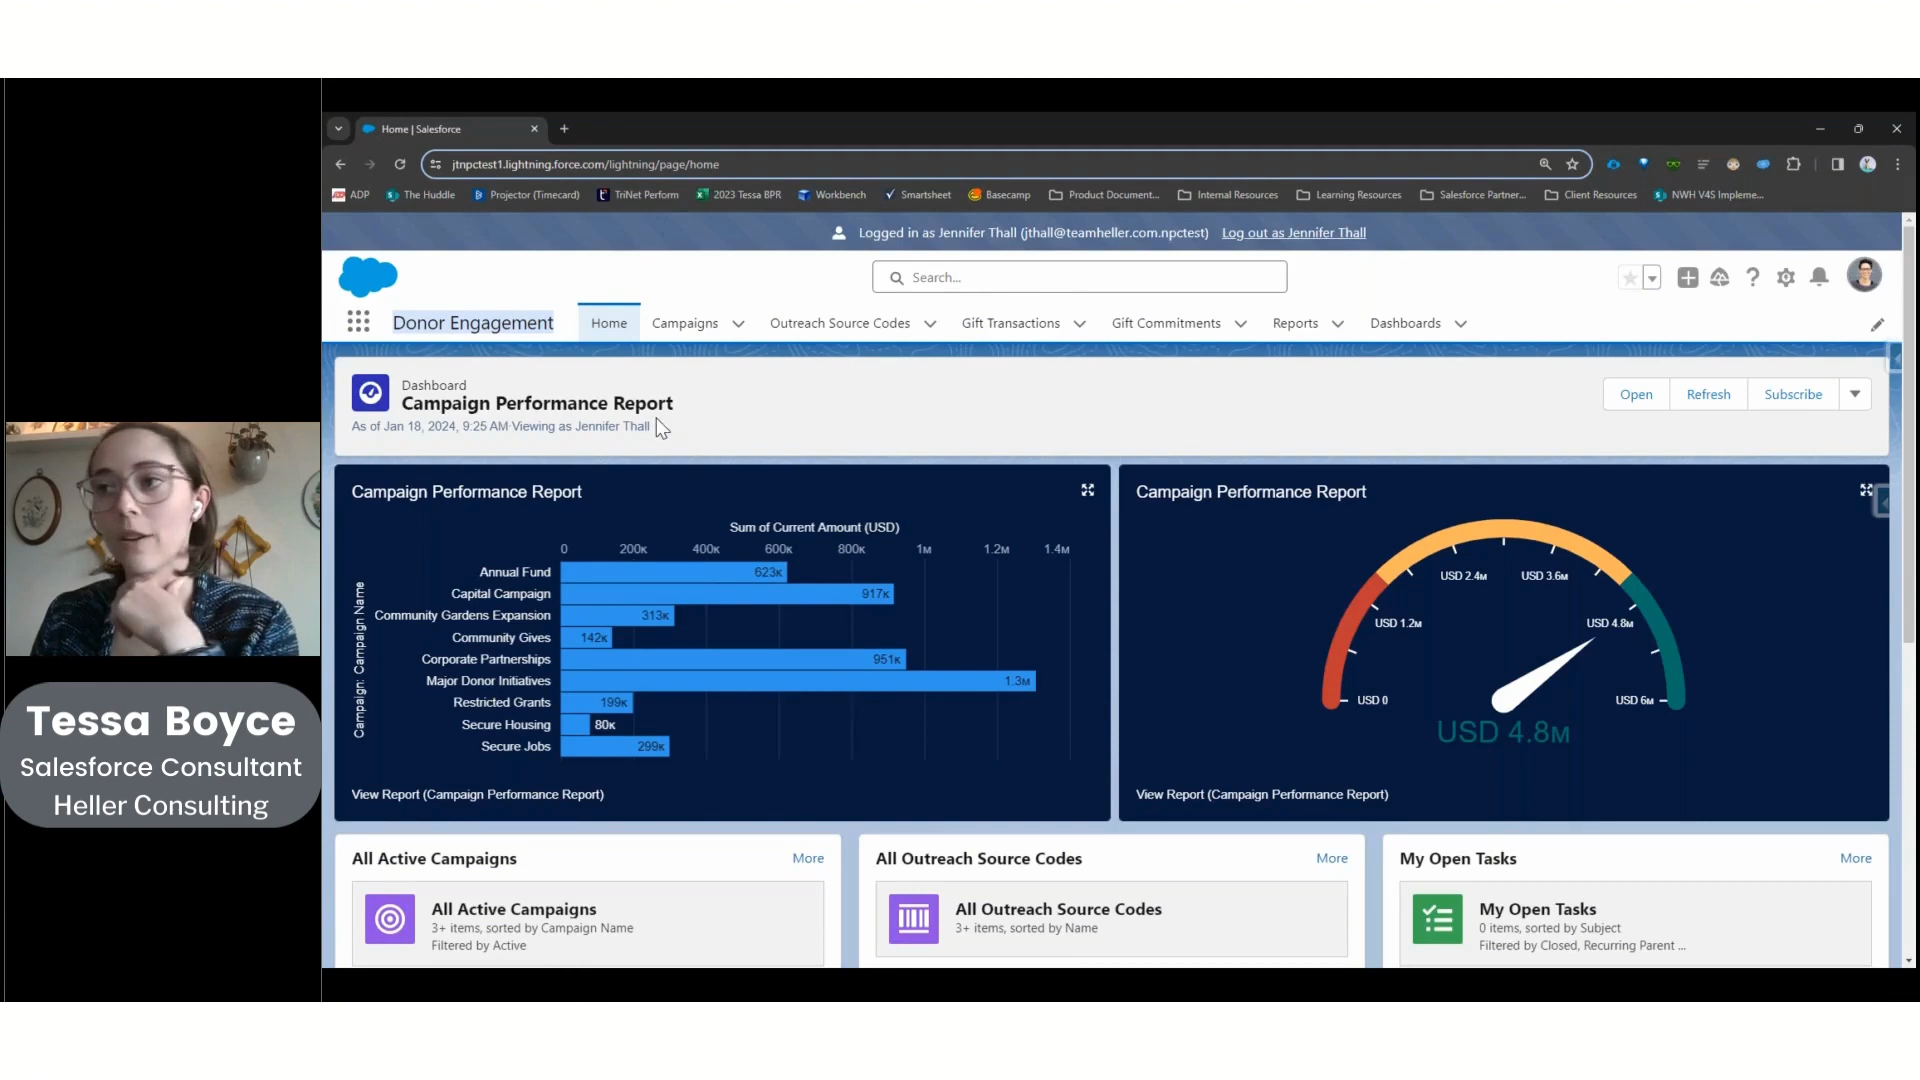 Home | Salesforce
jtnpctest1.lightning.force.com/lightning/page/home
ADP The Huddle Projector (Timecard) TriNet Perform 2023 Tessa BPR Workbench Smartsheet Basecamp Product Document... Internal Resources Learning Resources Salesforce Partner... Client Resources NWH V4S Impleme...
Logged in as Jennifer Thall (jthall@teamheller.com.npctest) Log out as Jennifer Thall
Search...
Donor Engagement Home Campaigns Outreach Source Codes Gift Transactions Gift Commitments Reports Dashboards
Dashboard
Campaign Performance Report
As of Jan 18, 2024, 9:25 AM·Viewing as Jennifer Thall
Open Refresh Subscribe
Campaign Performance Report
Sum of Current Amount (USD)
0 200K 400K 600K 800K 1M 1.2M 1.4M
Campaign: Campaign Name
Annual Fund 623K
Capital Campaign 917K
Community Gardens Expansion 313K
Community Gives 142K
Corporate Partnerships 951K
Major Donor Initiatives 1.3M
Restricted Grants 199K
Secure Housing 80K
Secure Jobs 299K
View Report (Campaign Performance Report)
Campaign Performance Report
USD 2.4M USD 3.6M
USD 1.2M USD 4.8M
USD 0 USD 6M
USD 4.8M
View Report (Campaign Performance Report)
Tessa Boyce
Salesforce Consultant
Heller Consulting
All Active Campaigns More
All Active Campaigns
3+ items, sorted by Campaign Name
Filtered by Active
All Outreach Source Codes More
All Outreach Source Codes
3+ items, sorted by Name
My Open Tasks More
My Open Tasks
0 items, sorted by Subject
Filtered by Closed, Recurring Parent ...